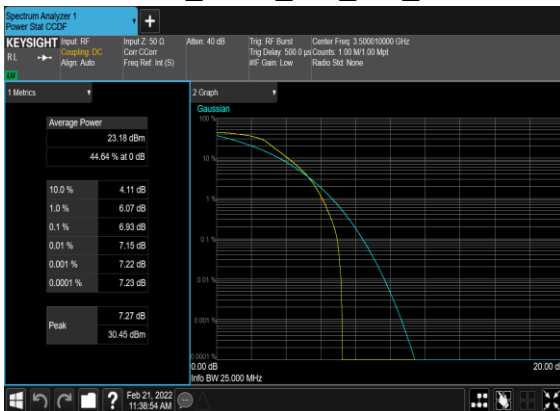 Spectrum Analyzer 1
Power Stat CCDF
KEYSIGHT
Input: RF
Input Z: 50 Ω
Atten: 40 dB
Trig: RF Burst
Center Freq: 3.500010000 GHz
RL
Coupling: DC
Corr CCorr
Trig Delay: 500.0 µs
Counts: 1.00 M/1.00 Mpt
Align: Auto
Freq Ref: Int (S)
#IF Gain: Low
Radio Std: None
1 Metrics
2 Graph
Gaussian
Average Power
23.18 dBm
44.64 % at 0 dB
10.0 % 4.11 dB
1.0 % 6.07 dB
0.1 % 6.93 dB
0.01 % 7.15 dB
0.001 % 7.22 dB
0.0001 % 7.23 dB
Peak
7.27 dB
30.45 dBm
100 %
10 %
1 %
0.1 %
0.01 %
0.001 %
0.0001 %
0.00 dB
20.00 d
Info BW 25.000 MHz
Feb 21, 2022
11:38:54 AM